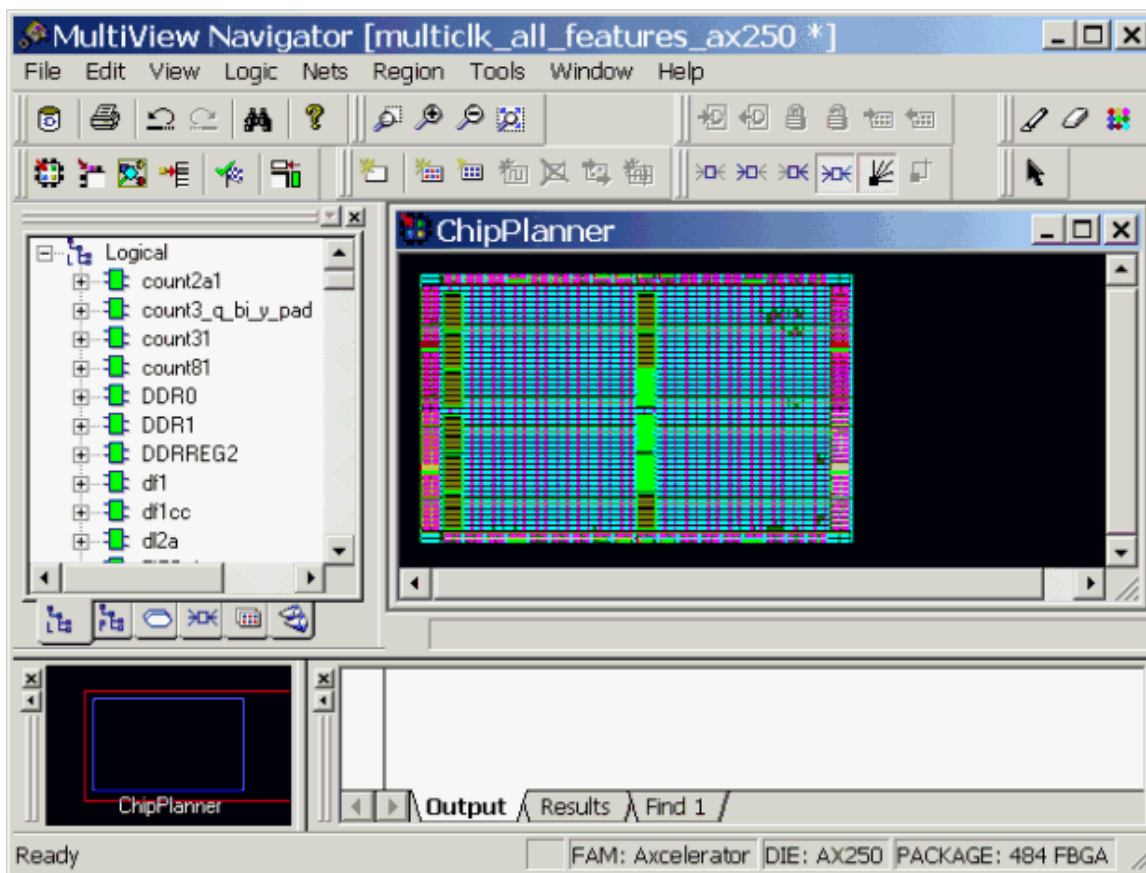 MultiView Navigator [multiclk_all_features_ax250 *]
File Edit View Logic Nets Region Tools Window Help
ChipPlanner
Logical
count2a1
count3_q_bi_y_pad
count31
count81
DDR0
DDR1
DDRREG2
df1
df1cc
dl2a
ChipPlanner
Output Results Find 1
Ready FAM: Axcelerator DIE: AX250 PACKAGE: 484 FBGA